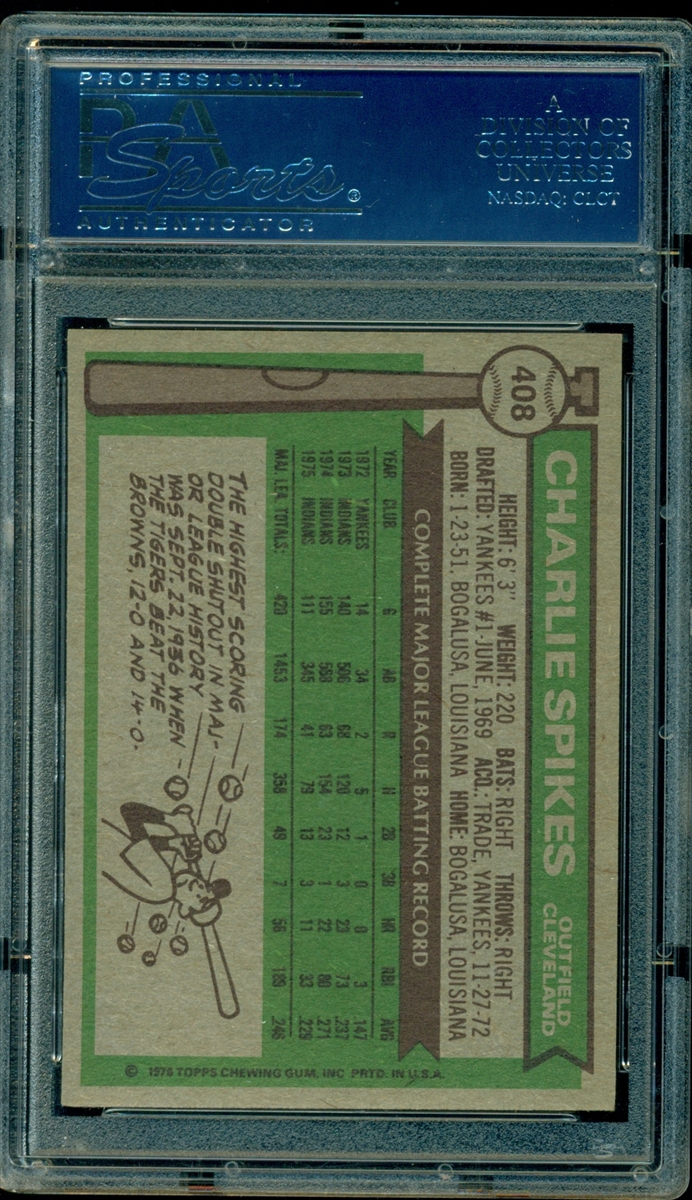 PROFESSIONAL
PSA
Sports®
AUTHENTICATOR
A
DIVISION OF
COLLECTORS
UNIVERSE
NASDAQ: CLCT
408
CHARLIE SPIKES
OUTFIELD
CLEVELAND
HEIGHT: 6'3" WEIGHT: 220 BATS: RIGHT THROWS: RIGHT
DRAFTED: YANKEES #1-JUNE, 1969 ACQ.: TRADE, YANKEES, 11-27-72
BORN: 1-23-51, BOGALUSA, LOUISIANA HOME: BOGALUSA, LOUISIANA
COMPLETE MAJOR LEAGUE BATTING RECORD
YEAR CLUB G AB R H 2B 3B HR RBI AVG
1972 YANKEES 14 34 2 5 1 0 0 3 .147
1973 INDIANS 140 506 68 120 12 3 23 73 .237
1974 INDIANS 155 568 63 154 23 1 22 80 .271
1975 INDIANS 111 345 41 79 13 3 11 33 .229
MAJ. LEA. TOTALS: 420 1453 174 358 49 7 56 189 .246
THE HIGHEST SCORING
DOUBLE SHUTOUT IN MAJ-
OR LEAGUE HISTORY
WAS SEPT. 22, 1936 WHEN
THE TIGERS BEAT THE
BROWNS, 12-0 AND 14-0.
© 1976 TOPPS CHEWING GUM, INC PRTD. IN U.S.A.